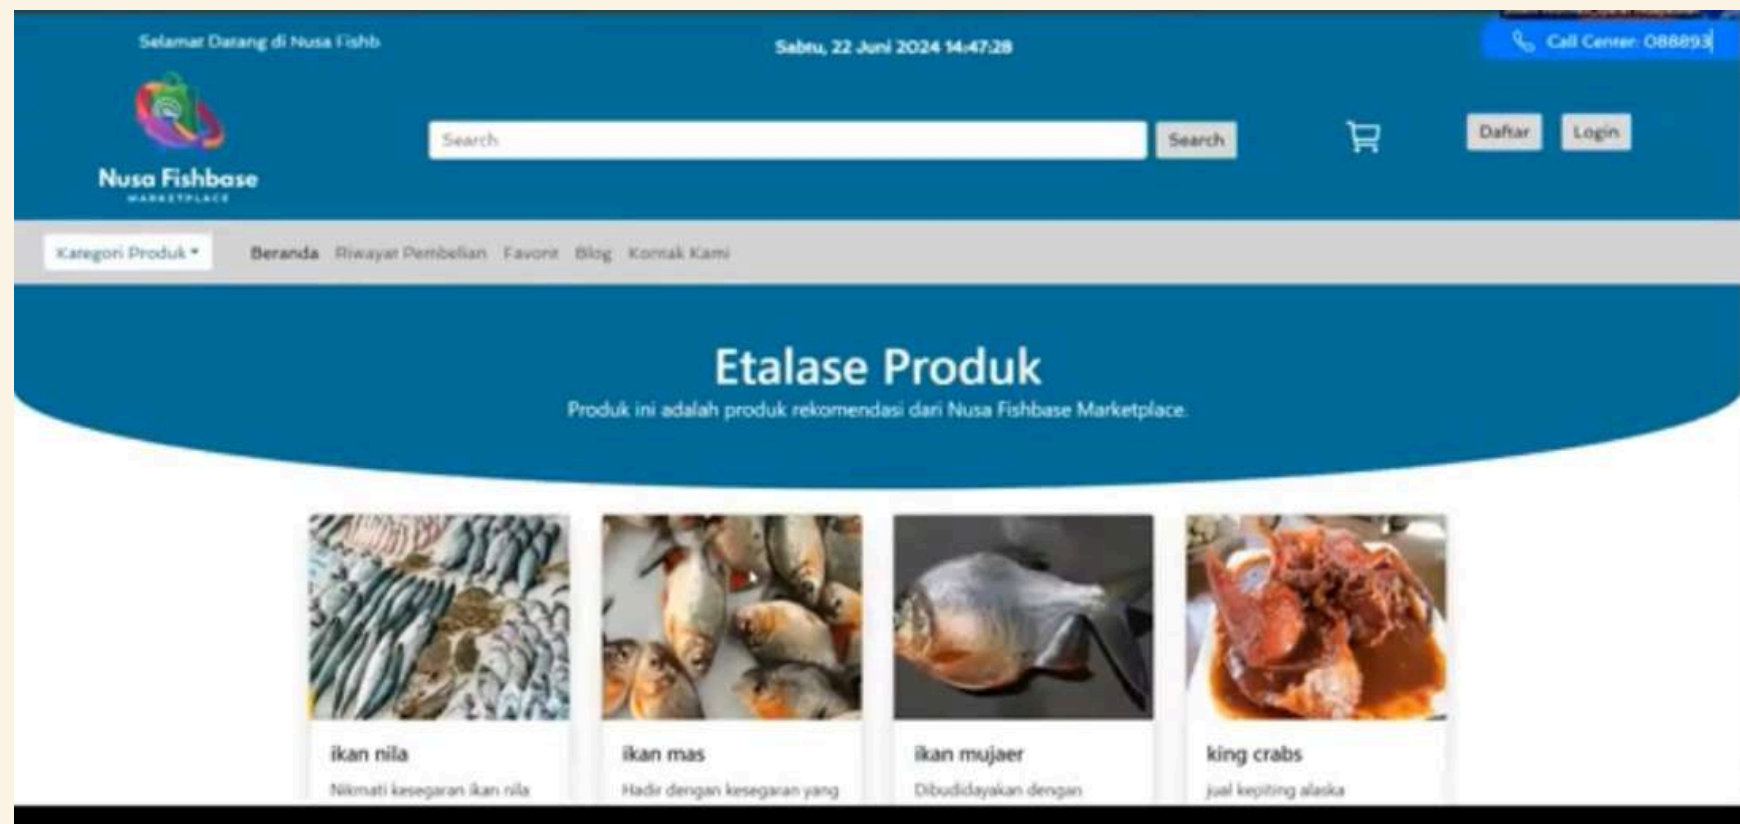 Selamat Datang di Nusa Fishb
Sabtu, 22 Juni 2024 14:47:28
Call Center: 088893
Nusa Fishbase
MARKETPLACE
Search
Search
Daftar
Login
Kategori Produk
Beranda
Riwayat Pembelian
Favorit
Blog
Kontak Kami
Etalase Produk
Produk ini adalah produk rekomendasi dari Nusa Fishbase Marketplace.
ikan nila
Nikmati kesegaran ikan nila
ikan mas
Hadir dengan kesegaran yang
ikan mujaer
Dibudidayakan dengan
king crabs
jual kepiting alaska